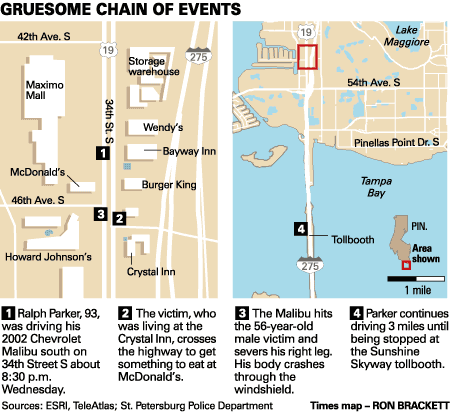 GRUESOME CHAIN OF EVENTS
42th Ave. S
19
275
Storage
warehouse
Maximo
Mall
34th St. S
Wendy's
1
Bayway Inn
McDonald's
Burger King
46th Ave. S
3
2
Howard Johnson's
Crystal Inn
19
Lake
Maggiore
54th Ave. S
Pinellas Point Dr. S
Tampa
Bay
4
Tollbooth
275
PIN.
Area
shown
1 mile
1 Ralph Parker, 93,
was driving his
2002 Chevrolet
Malibu south on
34th Street S about
8:30 p.m.
Wednesday.
2 The victim, who
was living at the
Crystal Inn, crosses
the highway to get
something to eat at
McDonald's.
3 The Malibu hits
the 56-year-old
male victim and
severs his right leg.
His body crashes
through the
windshield.
4 Parker continues
driving 3 miles until
being stopped at
the Sunshine
Skyway tollbooth.
Sources: ESRI, TeleAtlas; St. Petersburg Police Department
Times map – RON BRACKETT